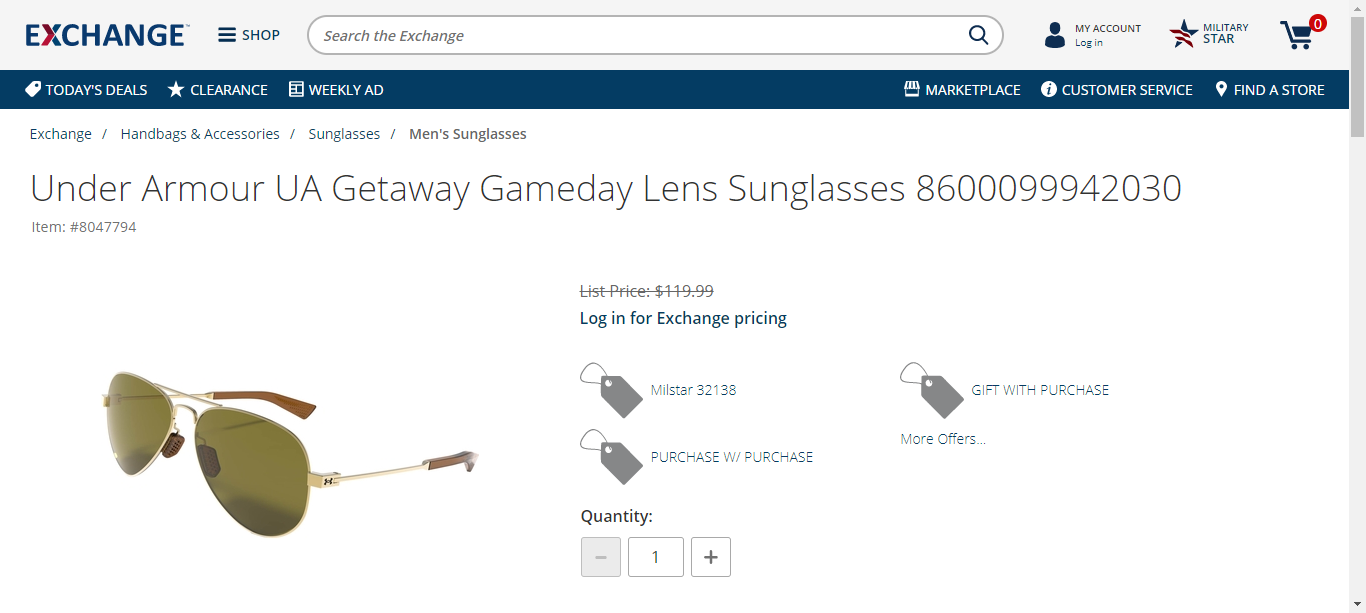 EXCHANGE™
SHOP
Search the Exchange
MY ACCOUNT
Log in
MILITARY
STAR
0
TODAY'S DEALS
CLEARANCE
WEEKLY AD
MARKETPLACE
CUSTOMER SERVICE
FIND A STORE
Exchange / Handbags & Accessories / Sunglasses / Men's Sunglasses
Under Armour UA Getaway Gameday Lens Sunglasses 8600099942030
Item: #8047794
List Price: $119.99
Log in for Exchange pricing
Milstar 32138
GIFT WITH PURCHASE
PURCHASE W/ PURCHASE
More Offers...
Quantity:
− 1 +